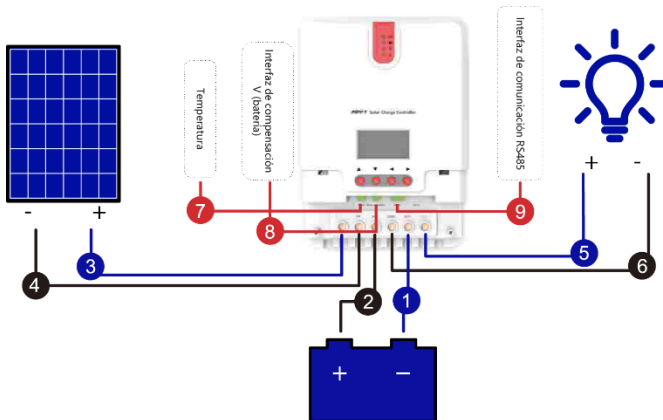 Temperatura
Interfaz de compensación
V (batería)
MPPT Solar Charge Controller
Interfaz de comunicación RS485
- +
+ -
7
8
9
3
4
2
1
5
6
+ −